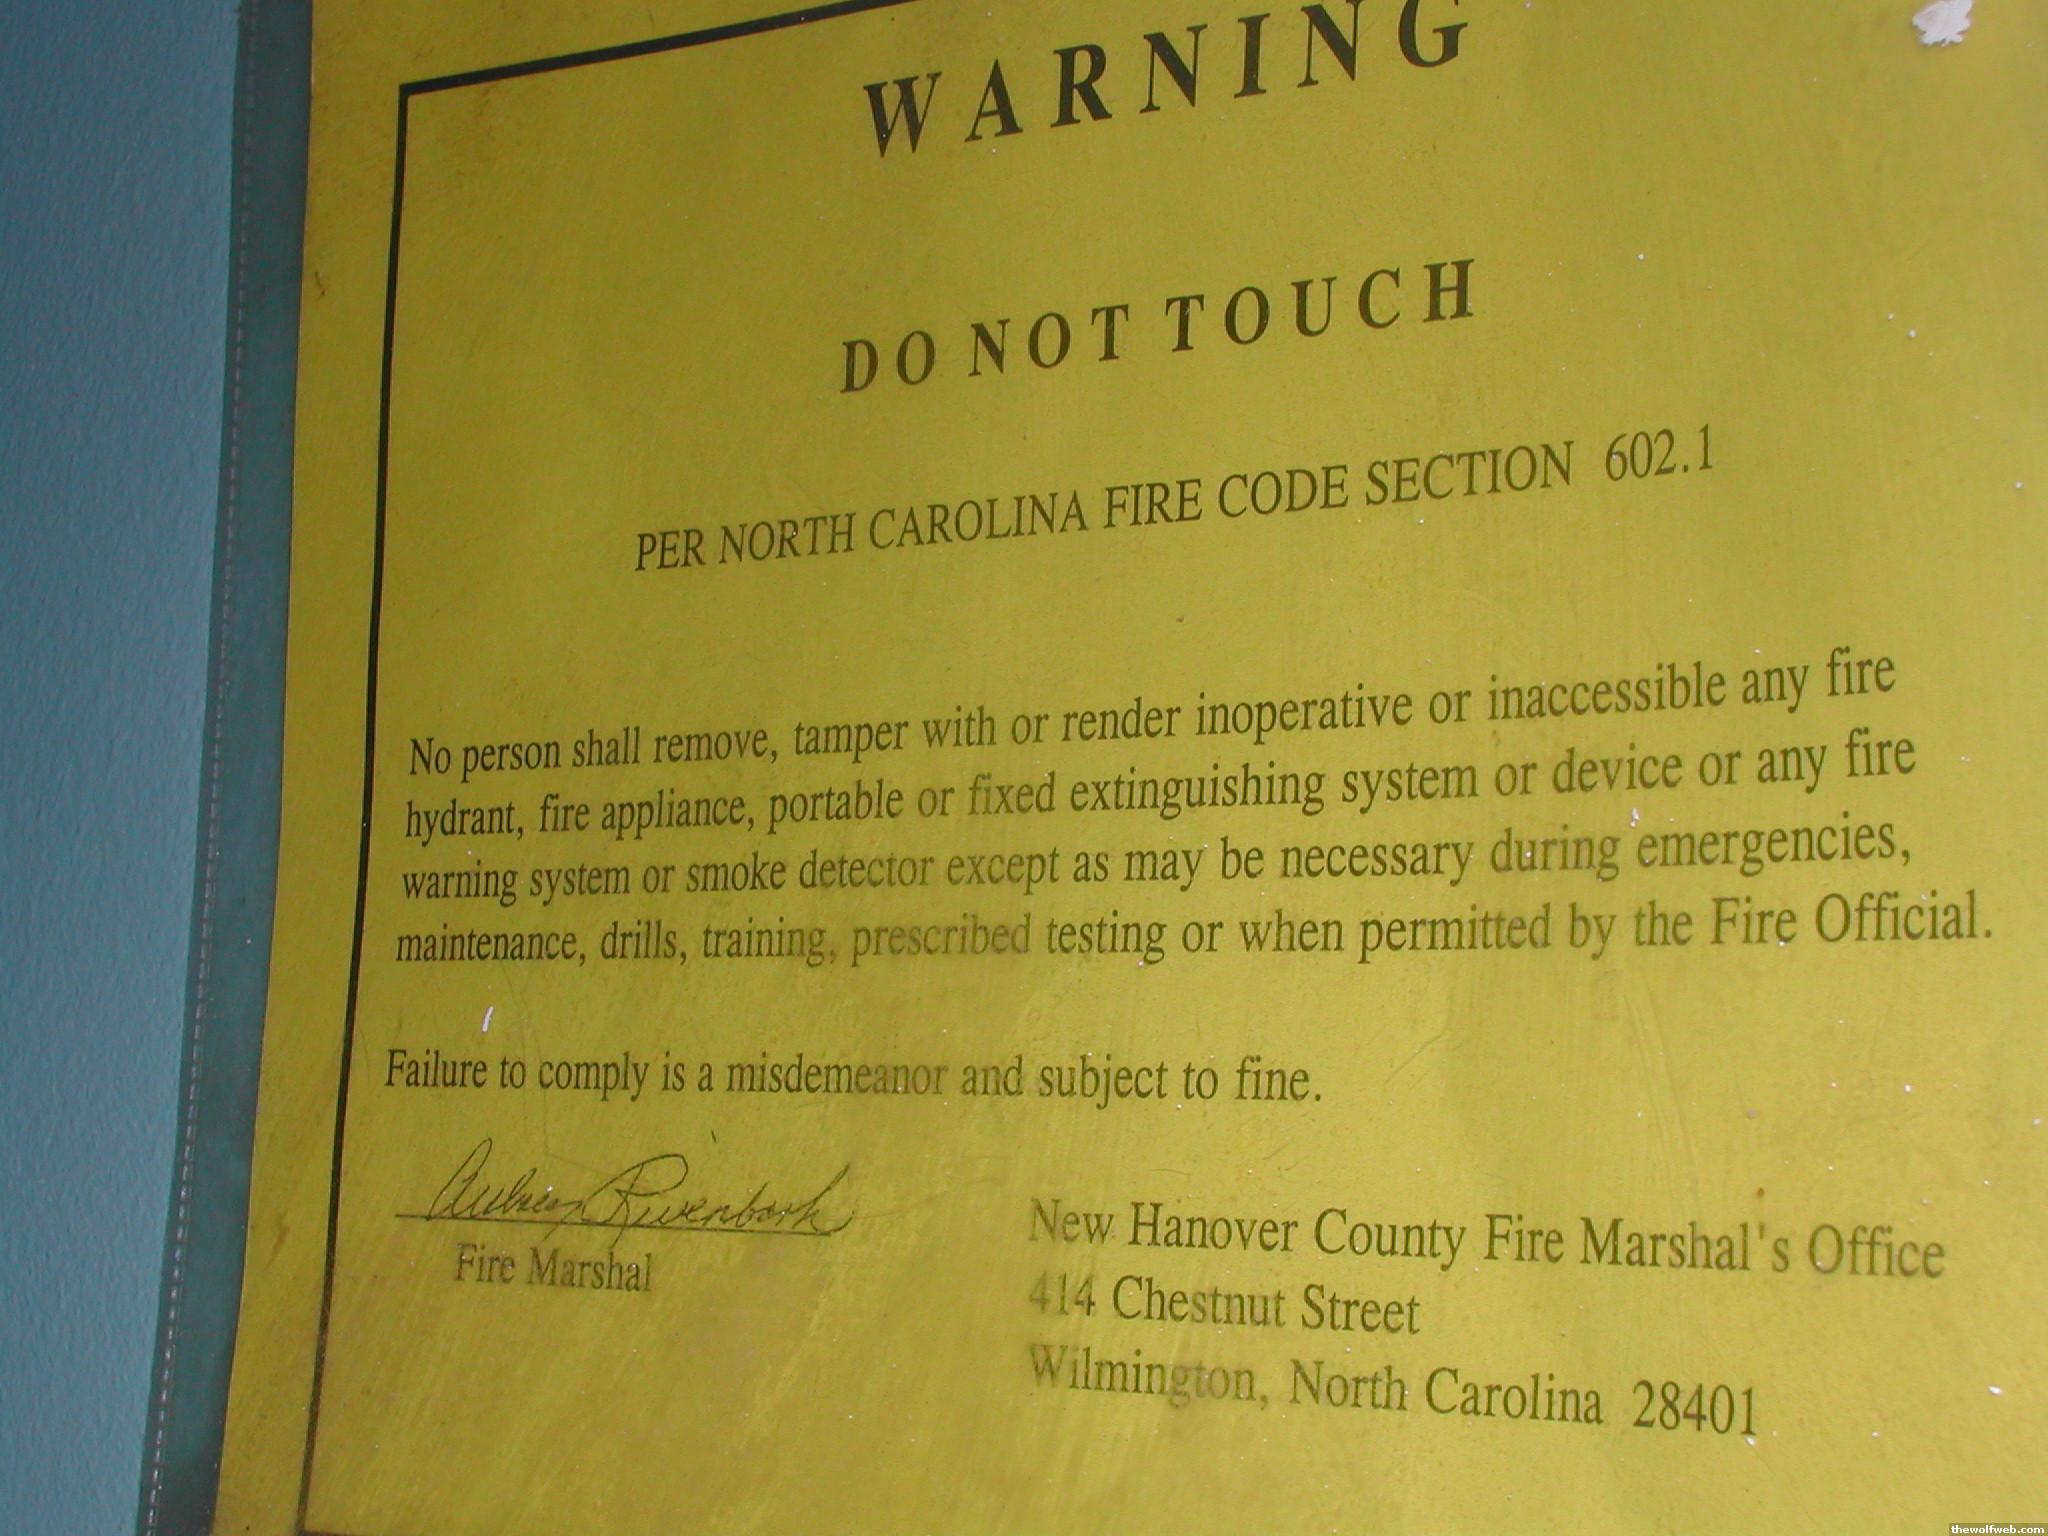 WARNING
DO NOT TOUCH
PER NORTH CAROLINA FIRE CODE SECTION 602.1
No person shall remove, tamper with or render inoperative or inaccessible any fire
hydrant, fire appliance, portable or fixed extinguishing system or device or any fire
warning system or smoke detector except as may be necessary during emergencies,
maintenance, drills, training, prescribed testing or when permitted by the Fire Official.
Failure to comply is a misdemeanor and subject to fine.
Aubrey Rivenbark
Fire Marshal
New Hanover County Fire Marshal's Office
414 Chestnut Street
Wilmington, North Carolina 28401
thewolfweb.com